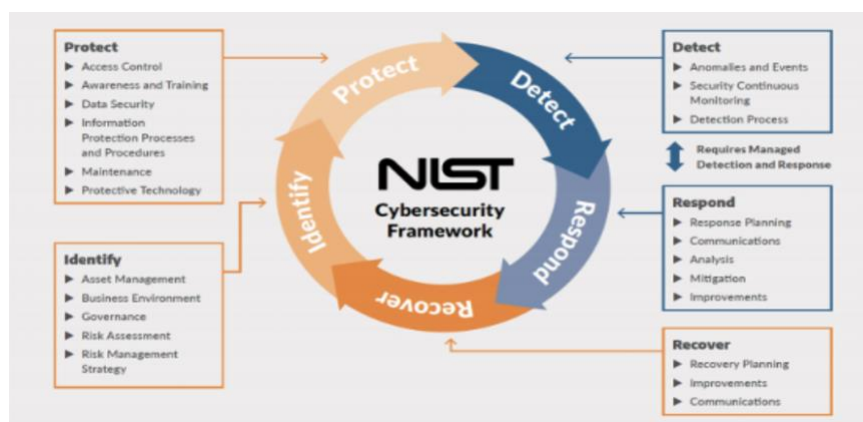 Protect
Access Control
Awareness and Training
Data Security
Information
Protection Processes
and Procedures
Maintenance
Protective Technology
Identify
Asset Management
Business Environment
Governance
Risk Assessment
Risk Management
Strategy
Protect
Detect
Respond
Recover
Identify
NIST
Cybersecurity
Framework
Detect
Anomalies and Events
Security Continuous
Monitoring
Detection Process
Requires Managed
Detection and Response
Respond
Response Planning
Communications
Analysis
Mitigation
Improvements
Recover
Recovery Planning
Improvements
Communications